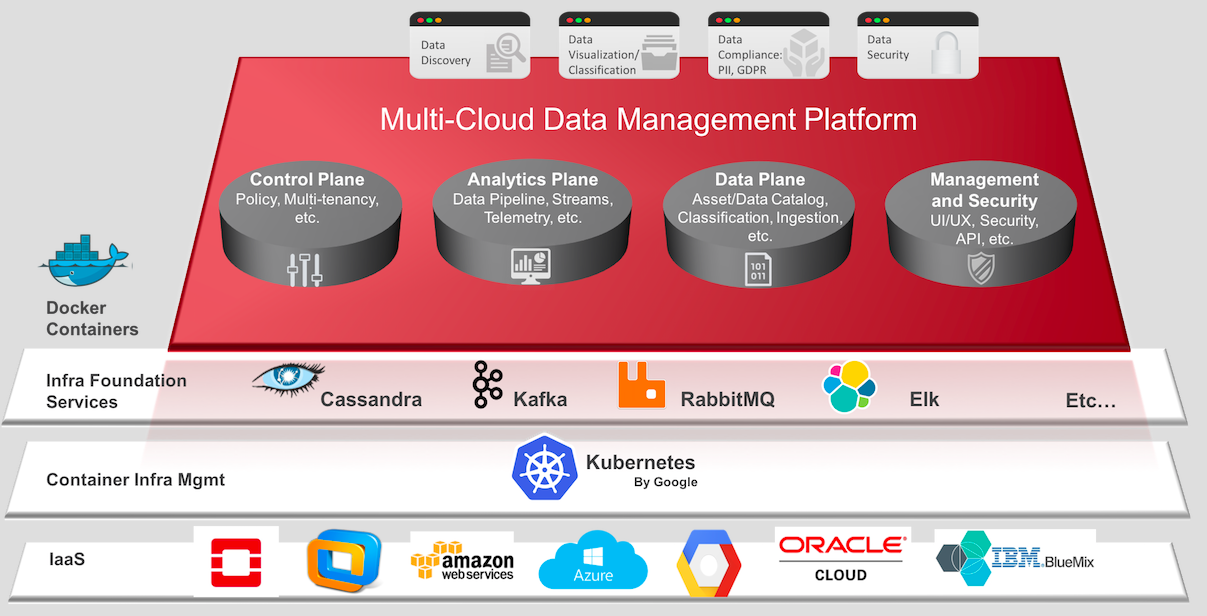 Data
Discovery
Data
Visualization/
Classification
Data
Compliance:
PII, GDPR
Data
Security
Multi-Cloud Data Management Platform
Control Plane
Policy, Multi-tenancy,
etc.
Analytics Plane
Data Pipeline, Streams,
Telemetry, etc.
Data Plane
Asset/Data Catalog,
Classification, Ingestion,
etc.
101
011
Management
and Security
UI/UX, Security,
API, etc.
Docker
Containers
Infra Foundation
Services
Cassandra
Kafka
RabbitMQ
Elk
Etc...
Container Infra Mgmt
Kubernetes
By Google
IaaS
amazon
webservices
Azure
ORACLE®
CLOUD
IBM® BlueMix